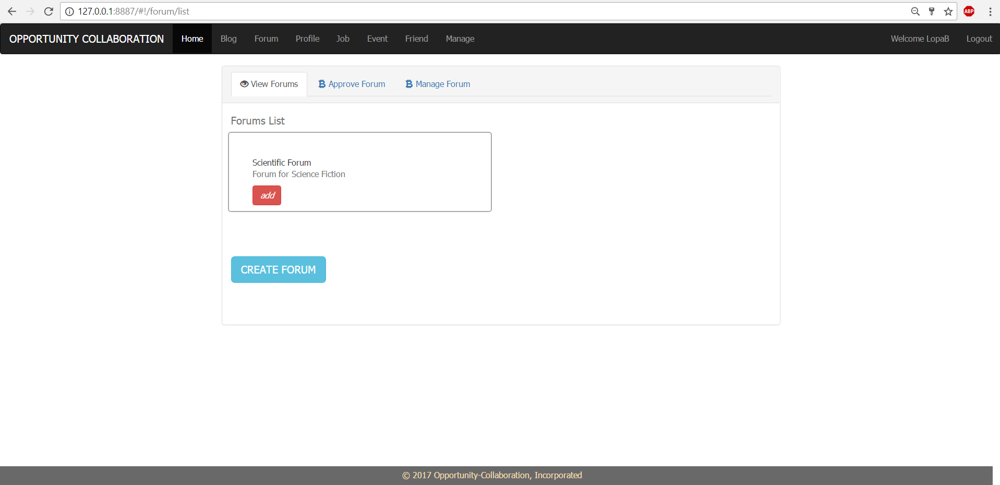 127.0.0.1:8887/#!/forum/list
ABP
OPPORTUNITY COLLABORATION Home Blog Forum Profile Job Event Friend Manage Welcome LopaB Logout
View Forums Approve Forum Manage Forum
Forums List
Scientific Forum
Forum for Science Fiction
add
CREATE FORUM
© 2017 Opportunity-Collaboration, Incorporated